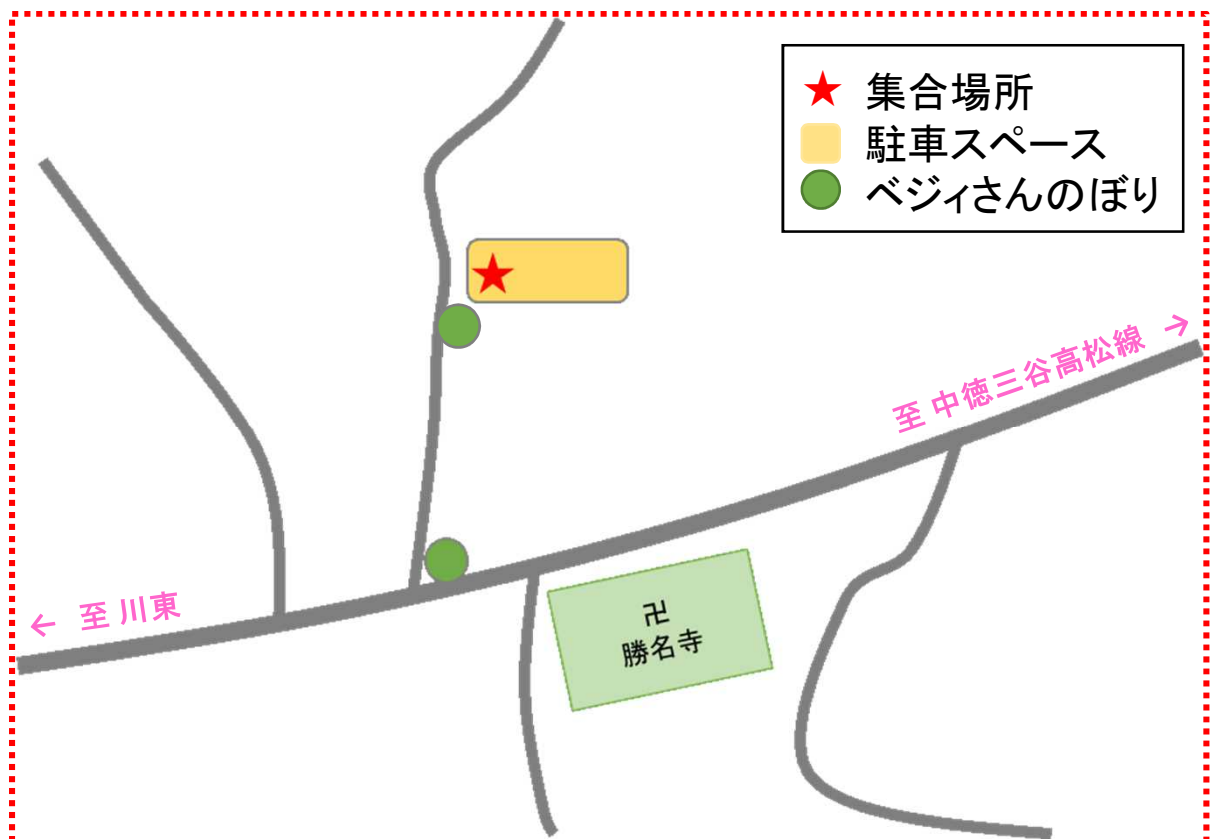 ★ 集合場所
駐車スペース
ベジィさんのぼり
至 中徳三谷高松線 →
← 至 川東
卍
勝名寺